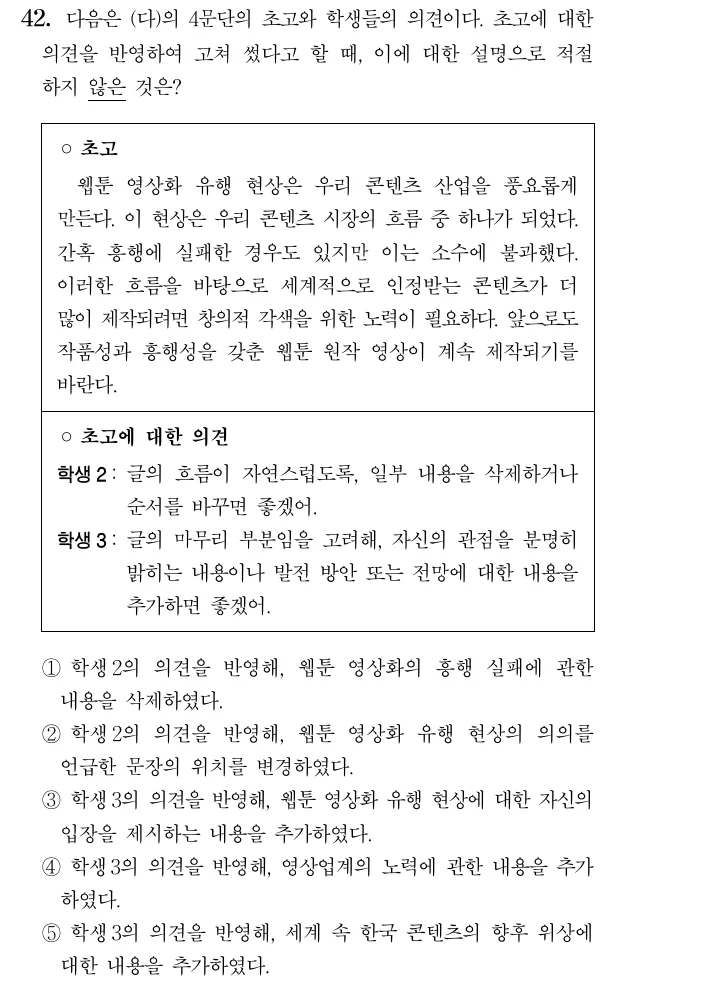 42. 다음은 (다)의 4문단의 초고와 학생들의 의견이다. 초고에 대한
의견을 반영하여 고쳐 썼다고 할 때, 이에 대한 설명으로 적절
하지 않은 것은?
○ 초고
웹툰 영상화 유행 현상은 우리 콘텐츠 산업을 풍요롭게
만든다. 이 현상은 우리 콘텐츠 시장의 흐름 중 하나가 되었다.
간혹 흥행에 실패한 경우도 있지만 이는 소수에 불과했다.
이러한 흐름을 바탕으로 세계적으로 인정받는 콘텐츠가 더
많이 제작되려면 창의적 각색을 위한 노력이 필요하다. 앞으로도
작품성과 흥행성을 갖춘 웹툰 원작 영상이 계속 제작되기를
바란다.
○ 초고에 대한 의견
학생 2 : 글의 흐름이 자연스럽도록, 일부 내용을 삭제하거나
순서를 바꾸면 좋겠어.
학생 3 : 글의 마무리 부분임을 고려해, 자신의 관점을 분명히
밝히는 내용이나 발전 방안 또는 전망에 대한 내용을
추가하면 좋겠어.
① 학생 2의 의견을 반영해, 웹툰 영상화의 흥행 실패에 관한
내용을 삭제하였다.
② 학생 2의 의견을 반영해, 웹툰 영상화 유행 현상의 의의를
언급한 문장의 위치를 변경하였다.
③ 학생 3의 의견을 반영해, 웹툰 영상화 유행 현상에 대한 자신의
입장을 제시하는 내용을 추가하였다.
④ 학생 3의 의견을 반영해, 영상업계의 노력에 관한 내용을 추가
하였다.
⑤ 학생 3의 의견을 반영해, 세계 속 한국 콘텐츠의 향후 위상에
대한 내용을 추가하였다.